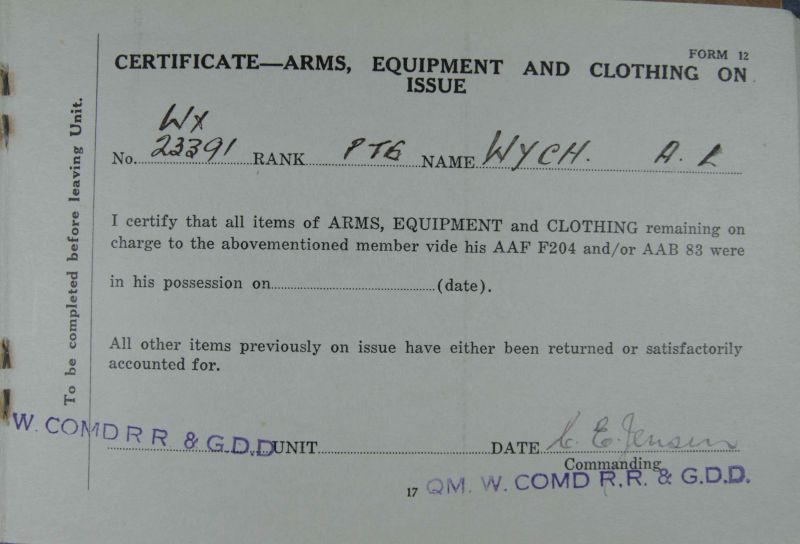 FORM 12
CERTIFICATE—ARMS, EQUIPMENT AND CLOTHING ON
ISSUE
WX
No. 23391 RANK PTE NAME WYCH. A. L
I certify that all items of ARMS, EQUIPMENT and CLOTHING remaining on
charge to the abovementioned member vide his AAF F204 and/or AAB 83 were
in his possession on (date).
All other items previously on issue have either been returned or satisfactorily
accounted for.
W. COMD R R. & G.D.D UNIT DATE C. E. Jensen
Commanding
17 QM. W. COMD R.R. & G.D.D.
To be completed before leaving Unit.